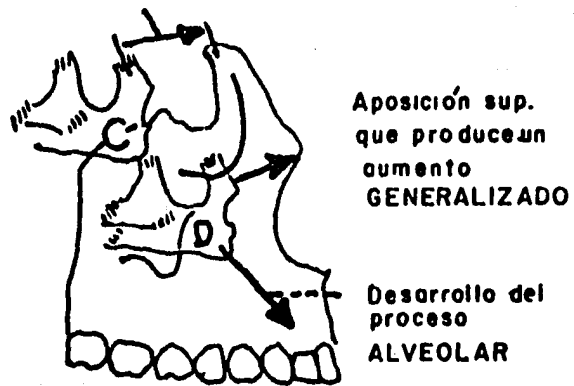 Aposición sup.
que produce un
aumento
GENERALIZADO
C
D
Desarrollo del
proceso
ALVEOLAR